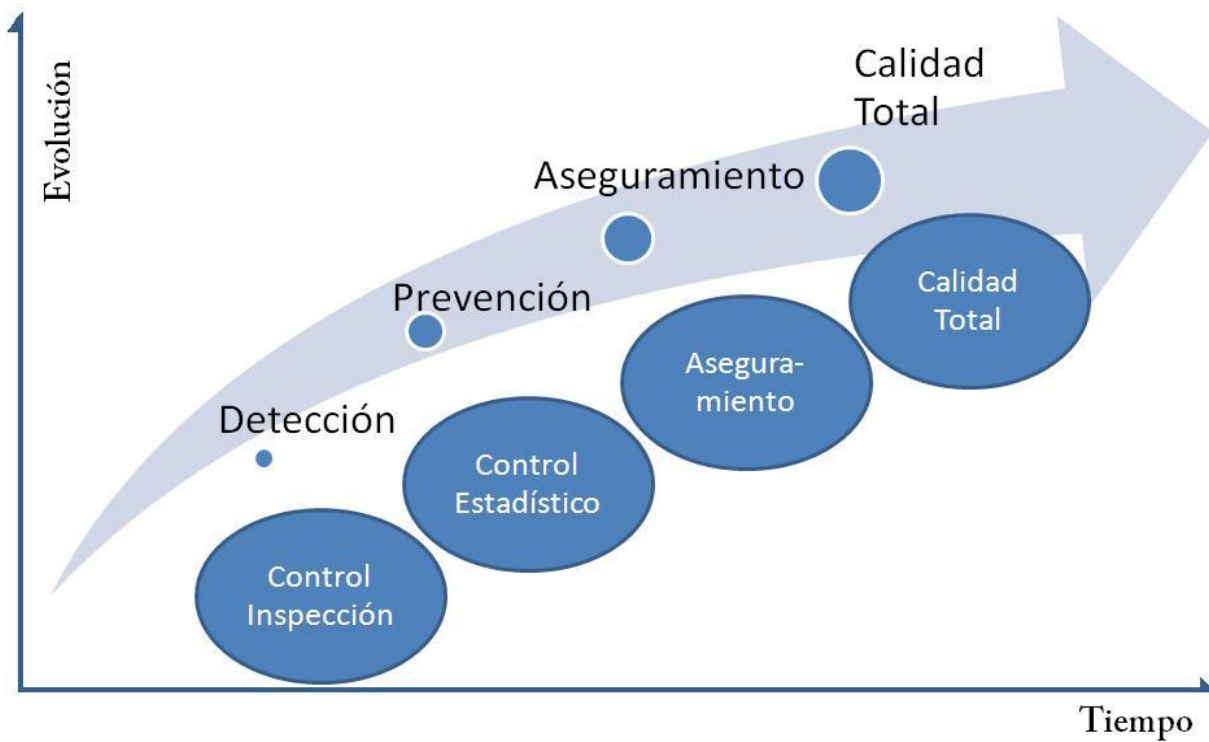 Evolución
Calidad
Total
Aseguramiento
Prevención
Detección
Calidad
Total
Asegura-
miento
Control
Estadístico
Control
Inspección
Tiempo